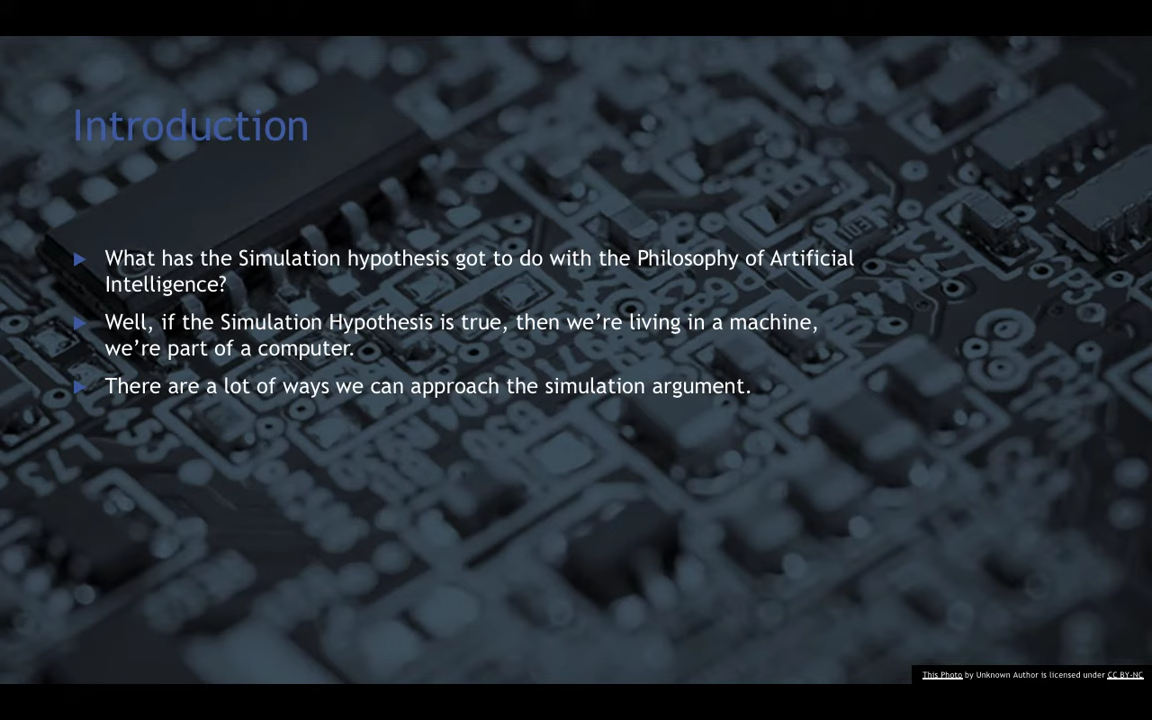 Introduction
What has the Simulation hypothesis got to do with the Philosophy of Artificial
Intelligence?
Well, if the Simulation Hypothesis is true, then we’re living in a machine,
we’re part of a computer.
There are a lot of ways we can approach the simulation argument.
This Photo by Unknown Author is licensed under CC BY-NC